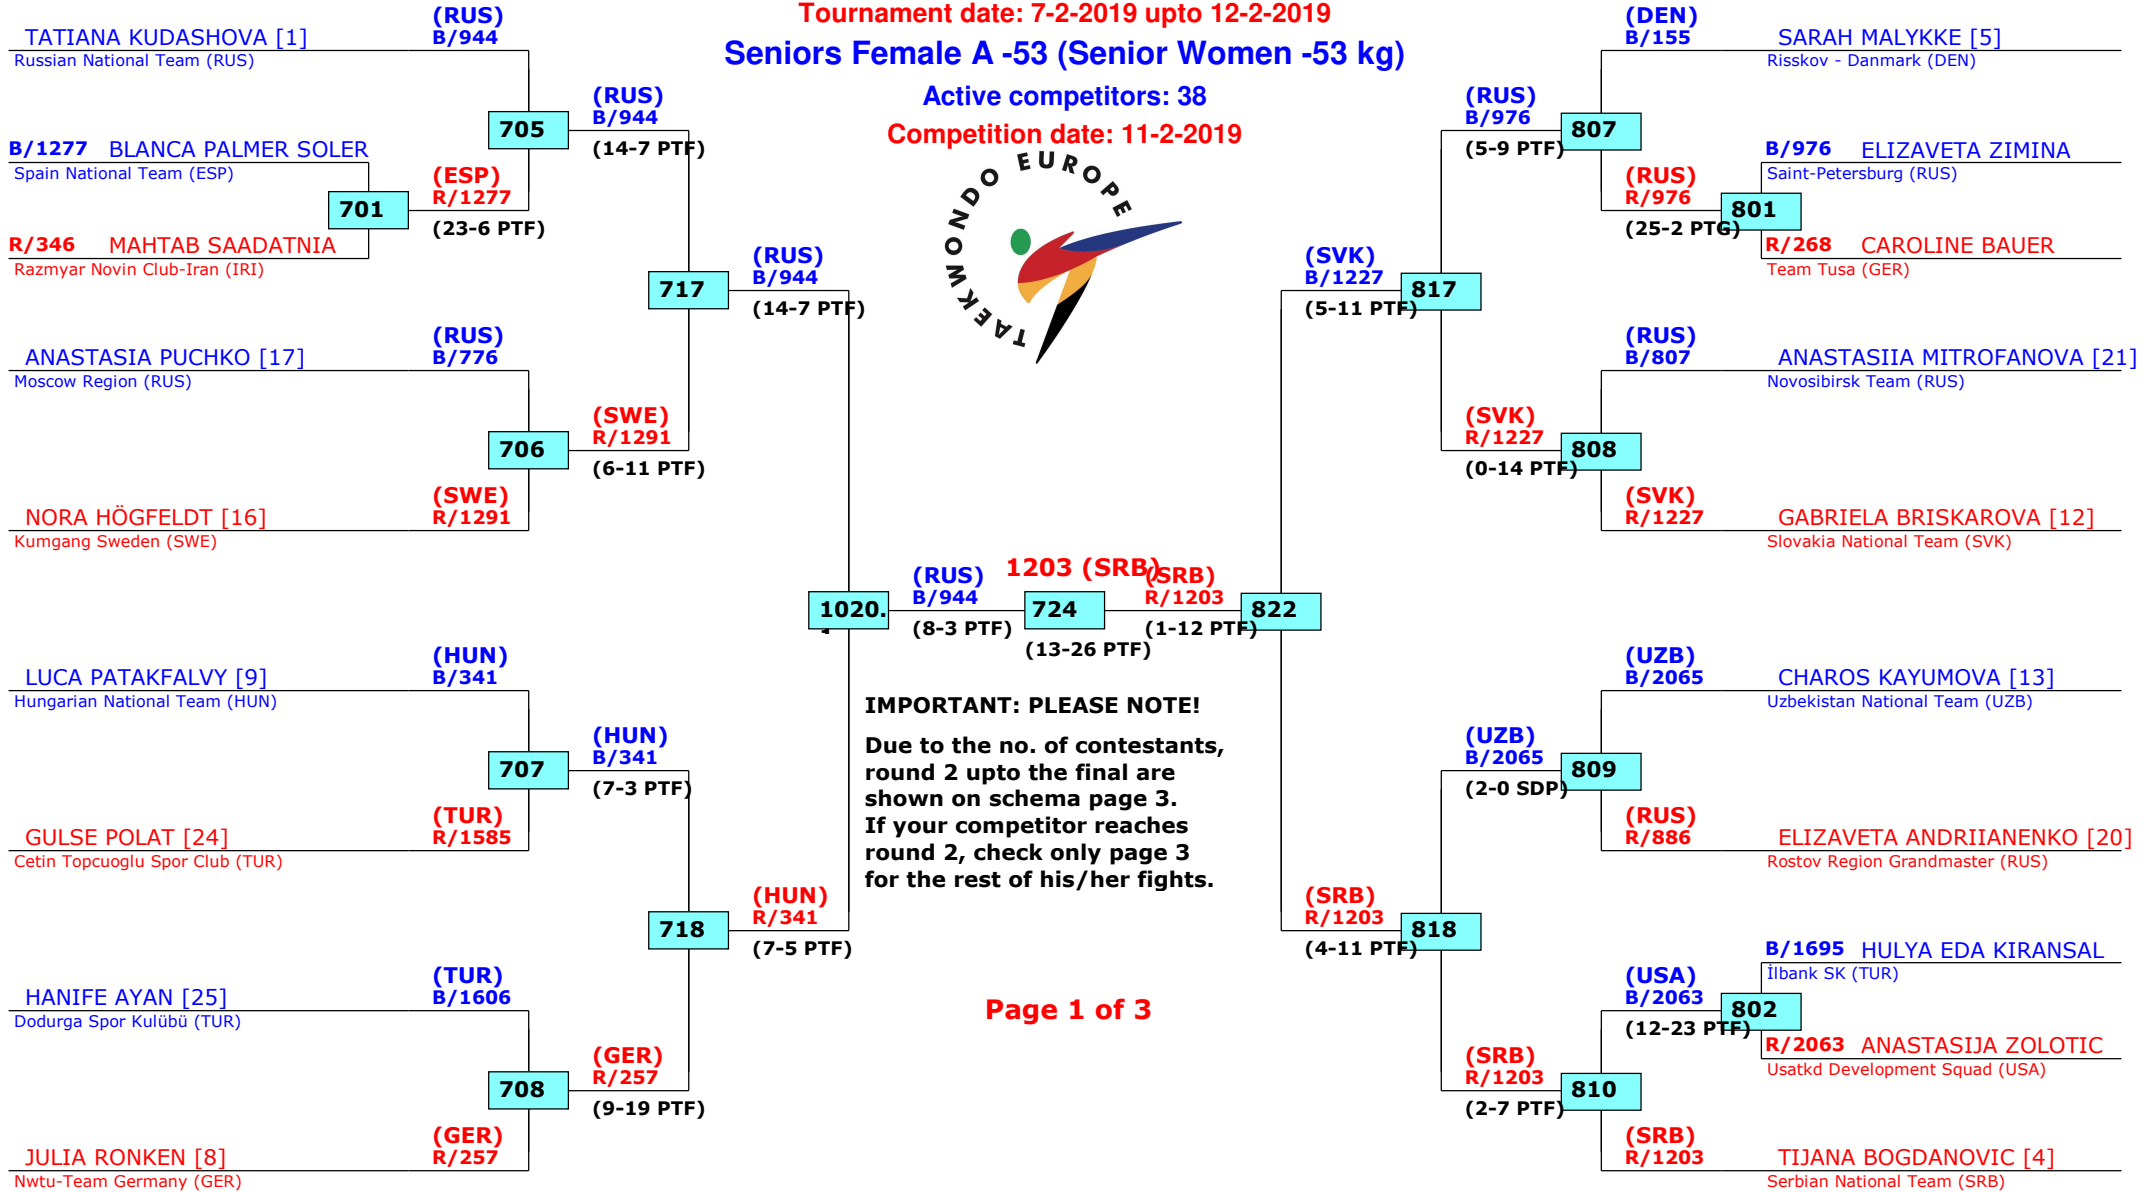 Tournament date: 7-2-2019 upto 12-2-2019
Seniors Female A -53 (Senior Women -53 kg)
Active competitors: 38
Competition date: 11-2-2019
TAEKWONDO EUROPE
TATIANA KUDASHOVA [1]
Russian National Team (RUS)
(RUS)
B/944
B/1277 BLANCA PALMER SOLER
Spain National Team (ESP)
701
R/346 MAHTAB SAADATNIA
Razmyar Novin Club-Iran (IRI)
(ESP)
R/1277
(23-6 PTF)
705
(RUS)
B/944
(14-7 PTF)
ANASTASIA PUCHKO [17]
Moscow Region (RUS)
(RUS)
B/776
706
NORA HÖGFELDT [16]
Kumgang Sweden (SWE)
(SWE)
R/1291
(SWE)
R/1291
(6-11 PTF)
717
(RUS)
B/944
(14-7 PTF)
LUCA PATAKFALVY [9]
Hungarian National Team (HUN)
(HUN)
B/341
707
GULSE POLAT [24]
Cetin Topcuoglu Spor Club (TUR)
(TUR)
R/1585
(HUN)
B/341
(7-3 PTF)
HANIFE AYAN [25]
Dodurga Spor Kulübü (TUR)
(TUR)
B/1606
708
JULIA RONKEN [8]
Nwtu-Team Germany (GER)
(GER)
R/257
(GER)
R/257
(9-19 PTF)
718
(HUN)
R/341
(7-5 PTF)
1020.
(RUS)
B/944
(8-3 PTF)
1203 (SRB)
724
(13-26 PTF)
(SRB)
R/1203
(1-12 PTF)
822
IMPORTANT: PLEASE NOTE!
Due to the no. of contestants,
round 2 upto the final are
shown on schema page 3.
If your competitor reaches
round 2, check only page 3
for the rest of his/her fights.
Page 1 of 3
(DEN)
B/155
SARAH MALYKKE [5]
Risskov - Danmark (DEN)
(RUS)
B/976
(5-9 PTF)
807
B/976 ELIZAVETA ZIMINA
Saint-Petersburg (RUS)
(RUS)
R/976
(25-2 PTG)
801
R/268 CAROLINE BAUER
Team Tusa (GER)
(SVK)
B/1227
(5-11 PTF)
817
(RUS)
B/807
ANASTASIIA MITROFANOVA [21]
Novosibirsk Team (RUS)
(SVK)
R/1227
(0-14 PTF)
808
(SVK)
R/1227
GABRIELA BRISKAROVA [12]
Slovakia National Team (SVK)
(UZB)
B/2065
CHAROS KAYUMOVA [13]
Uzbekistan National Team (UZB)
(UZB)
B/2065
(2-0 SDP)
809
(RUS)
R/886
ELIZAVETA ANDRIIANENKO [20]
Rostov Region Grandmaster (RUS)
(SRB)
R/1203
(4-11 PTF)
818
B/1695 HULYA EDA KIRANSAL
İlbank SK (TUR)
(USA)
B/2063
(12-23 PTF)
802
R/2063 ANASTASIJA ZOLOTIC
Usatkd Development Squad (USA)
(SRB)
R/1203
(2-7 PTF)
810
(SRB)
R/1203
TIJANA BOGDANOVIC [4]
Serbian National Team (SRB)